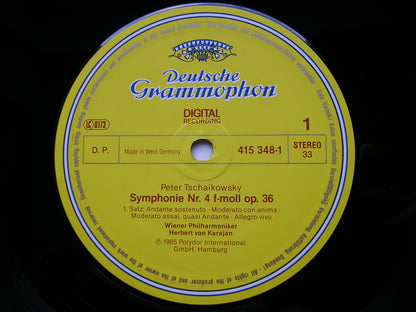 Deutsche
Grammophon
DIGITAL
RECORDING
LC 0173
1
D. P.
Made in West Germany
415 348-1
STEREO
33
Peter Tschaikowsky
Symphonie Nr. 4 f-moll op. 36
1. Satz: Andante sostenuto - Moderato con anima -
Moderato assai, quasi Andante - Allegro vivo
Wiener Philharmoniker
Herbert von Karajan
℗ 1985 Polydor International
GmbH, Hamburg